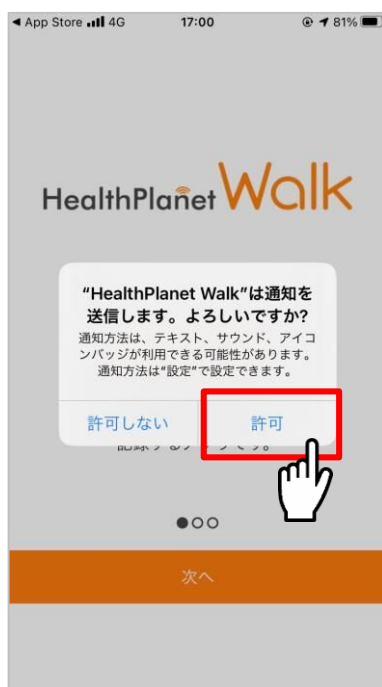 ◀ App Store 4G 17:00 81%
HealthPlanet Walk
“HealthPlanet Walk”は通知を
送信します。よろしいですか?
通知方法は、テキスト、サウンド、アイコ
ンバッジが利用できる可能性があります。
通知方法は“設定”で設定できます。
許可しない 許可
次へ